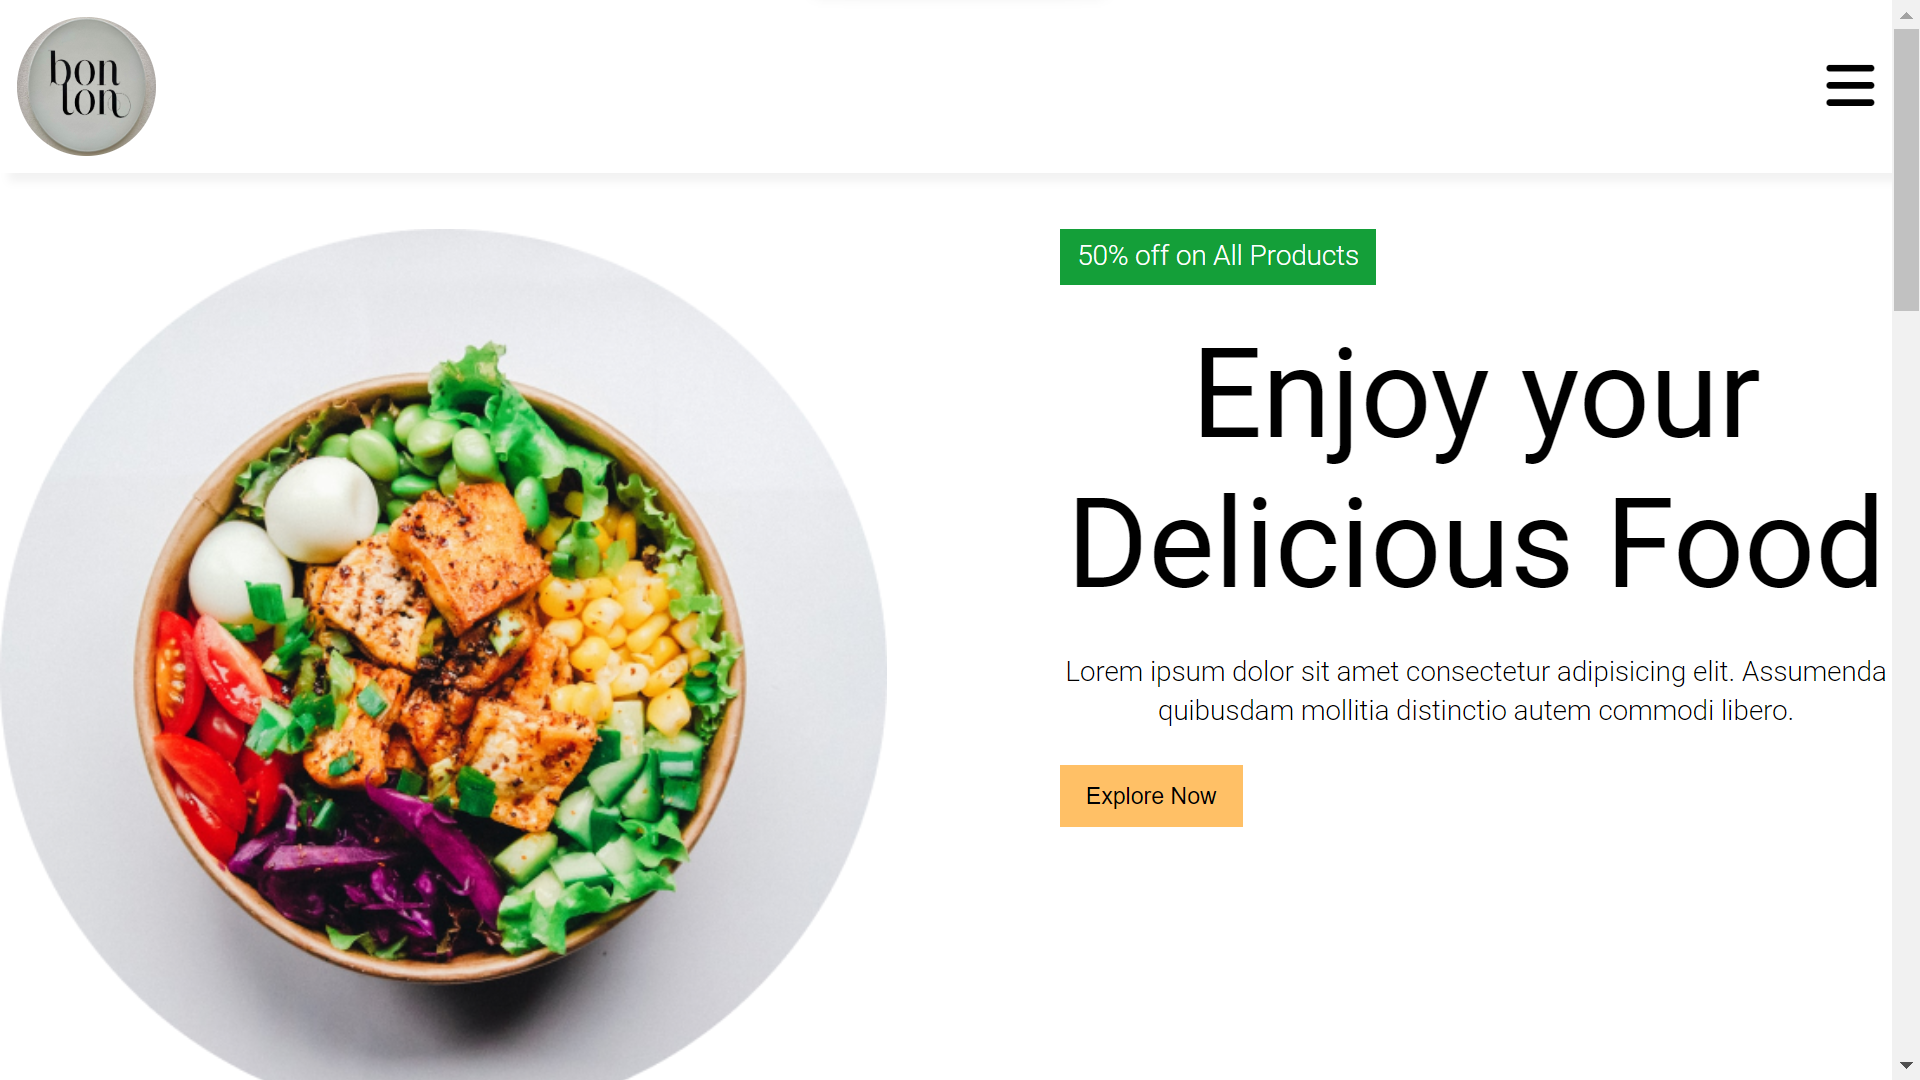 bon
ton
50% off on All Products
Enjoy your
Delicious Food
Lorem ipsum dolor sit amet consectetur adipisicing elit. Assumenda
quibusdam mollitia distinctio autem commodi libero.
Explore Now